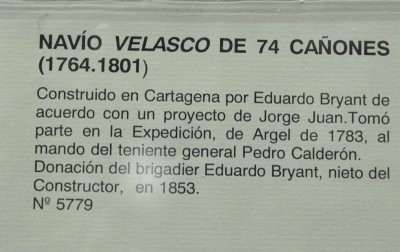 NAVÍO VELASCO DE 74 CAÑONES
(1764.1801)
Construido en Cartagena por Eduardo Bryant de
acuerdo con un proyecto de Jorge Juan.Tomó
parte en la Expedición, de Argel de 1783, al
mando del teniente general Pedro Calderón.
Donación del brigadier Eduardo Bryant, nieto del
Constructor, en 1853.
Nº 5779